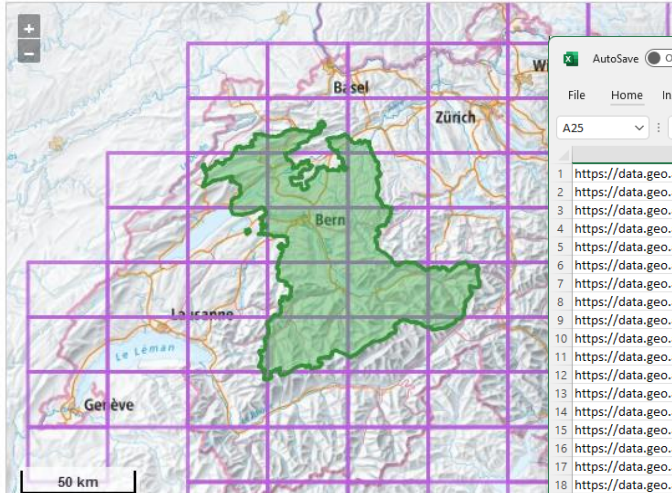 +
−
Basel
Wi
Zürich
Bern
Lausanne
Le Léman
Genève
50 km
AutoSave
File
Home
In
A25
1 https://data.geo.
2 https://data.geo.
3 https://data.geo.
4 https://data.geo.
5 https://data.geo.
6 https://data.geo.
7 https://data.geo.
8 https://data.geo.
9 https://data.geo.
10 https://data.geo.
11 https://data.geo.
12 https://data.geo.
13 https://data.geo.
14 https://data.geo.
15 https://data.geo.
16 https://data.geo.
17 https://data.geo.
18 https://data.geo.